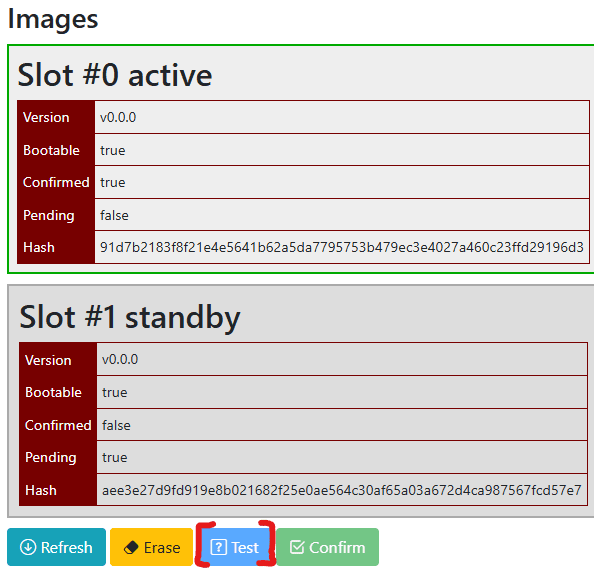 Images
Slot #0 active
Version v0.0.0
Bootable true
Confirmed true
Pending false
Hash 91d7b2183f8f21e4e5641b62a5da7795753b479ec3e4027a460c23ffd29196d3
Slot #1 standby
Version v0.0.0
Bootable true
Confirmed false
Pending true
Hash aee3e27d9fd919e8b021682f25e0ae564c30af65a03a672d4ca987567fcd57e7
Refresh Erase Test Confirm